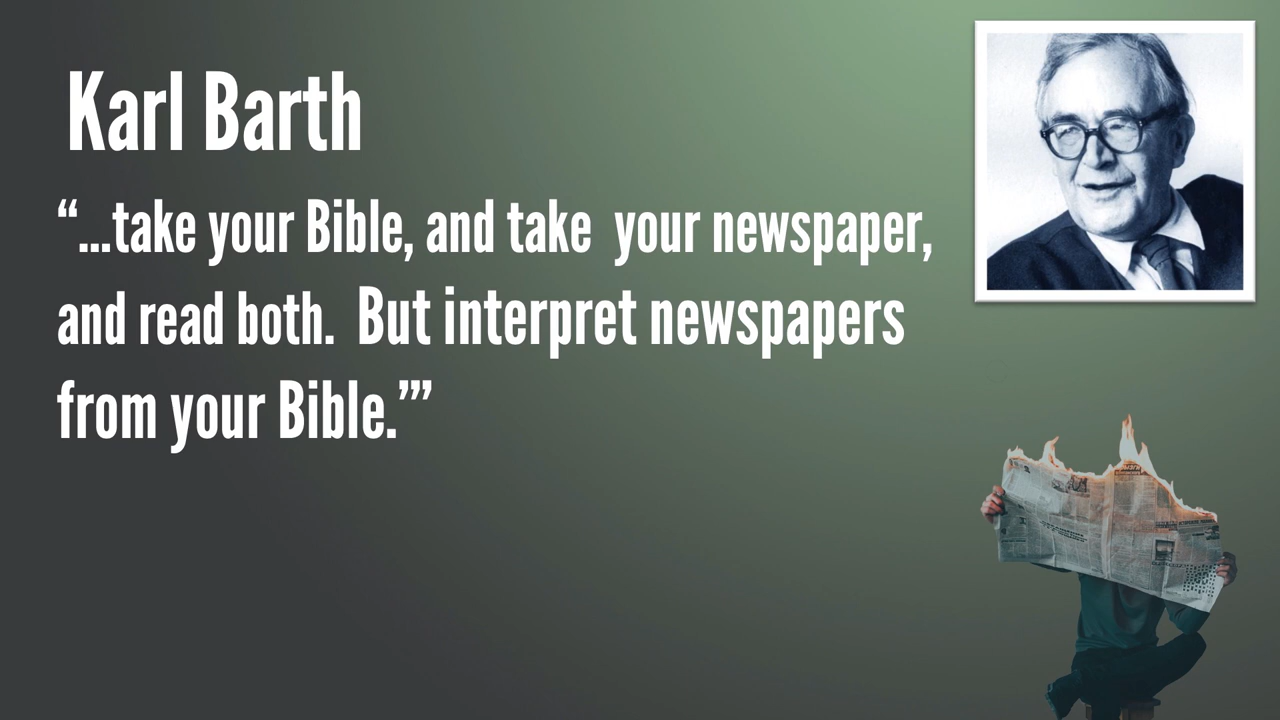 Karl Barth
“...take your Bible, and take  your newspaper,
and read both.  But interpret newspapers
from your Bible.’”